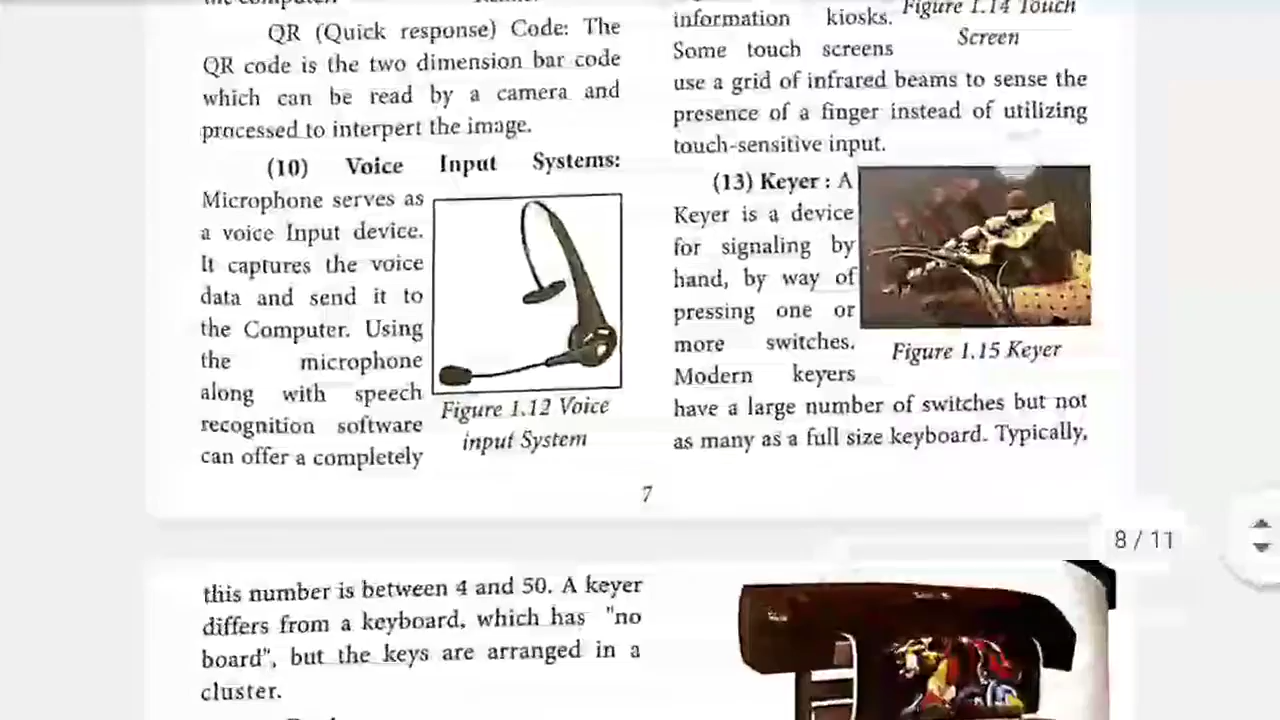 QR (Quick response) Code: The
QR code is the two dimension bar code
which can be read by a camera and
processed to interpert the image.
(10) Voice Input Systems:
Microphone serves as
a voice Input device.
It captures the voice
data and send it to
the Computer. Using
the microphone
along with speech
recognition software
can offer a completely
Figure 1.12 Voice
input System
information kiosks.
Some touch screens
Figure 1.14 Touch
Screen
use a grid of infrared beams to sense the
presence of a finger instead of utilizing
touch-sensitive input.
(13) Keyer : A
Keyer is a device
for signaling by
hand, by way of
pressing one or
more switches.
Modern keyers
Figure 1.15 Keyer
have a large number of switches but not
as many as a full size keyboard. Typically,
7
8 / 11
this number is between 4 and 50. A keyer
differs from a keyboard, which has "no
board", but the keys are arranged in a
cluster.